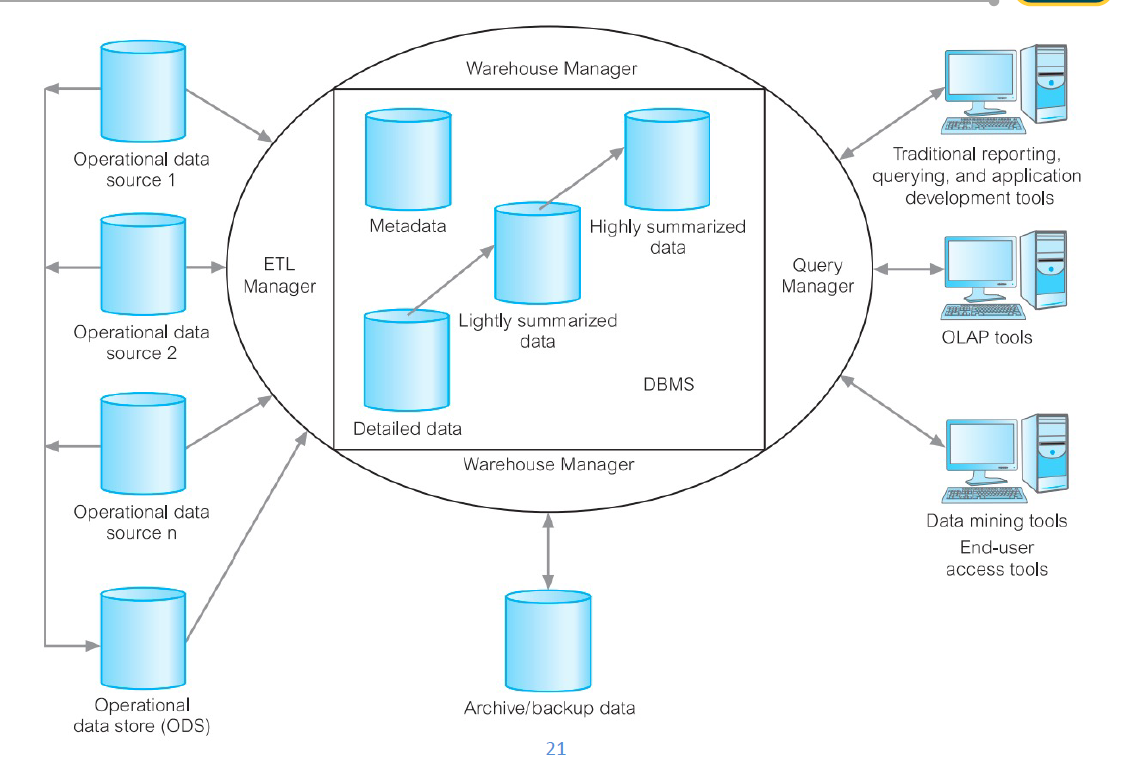 Warehouse Manager
Operational data
source 1
Metadata
Highly summarized
data
Traditional reporting,
querying, and application
development tools
ETL
Manager
Query
Manager
Operational data
source 2
Lightly summarized
data
OLAP tools
DBMS
Detailed data
Warehouse Manager
Operational data
source n
Data mining tools
End-user
access tools
Operational
data store (ODS)
Archive/backup data
21